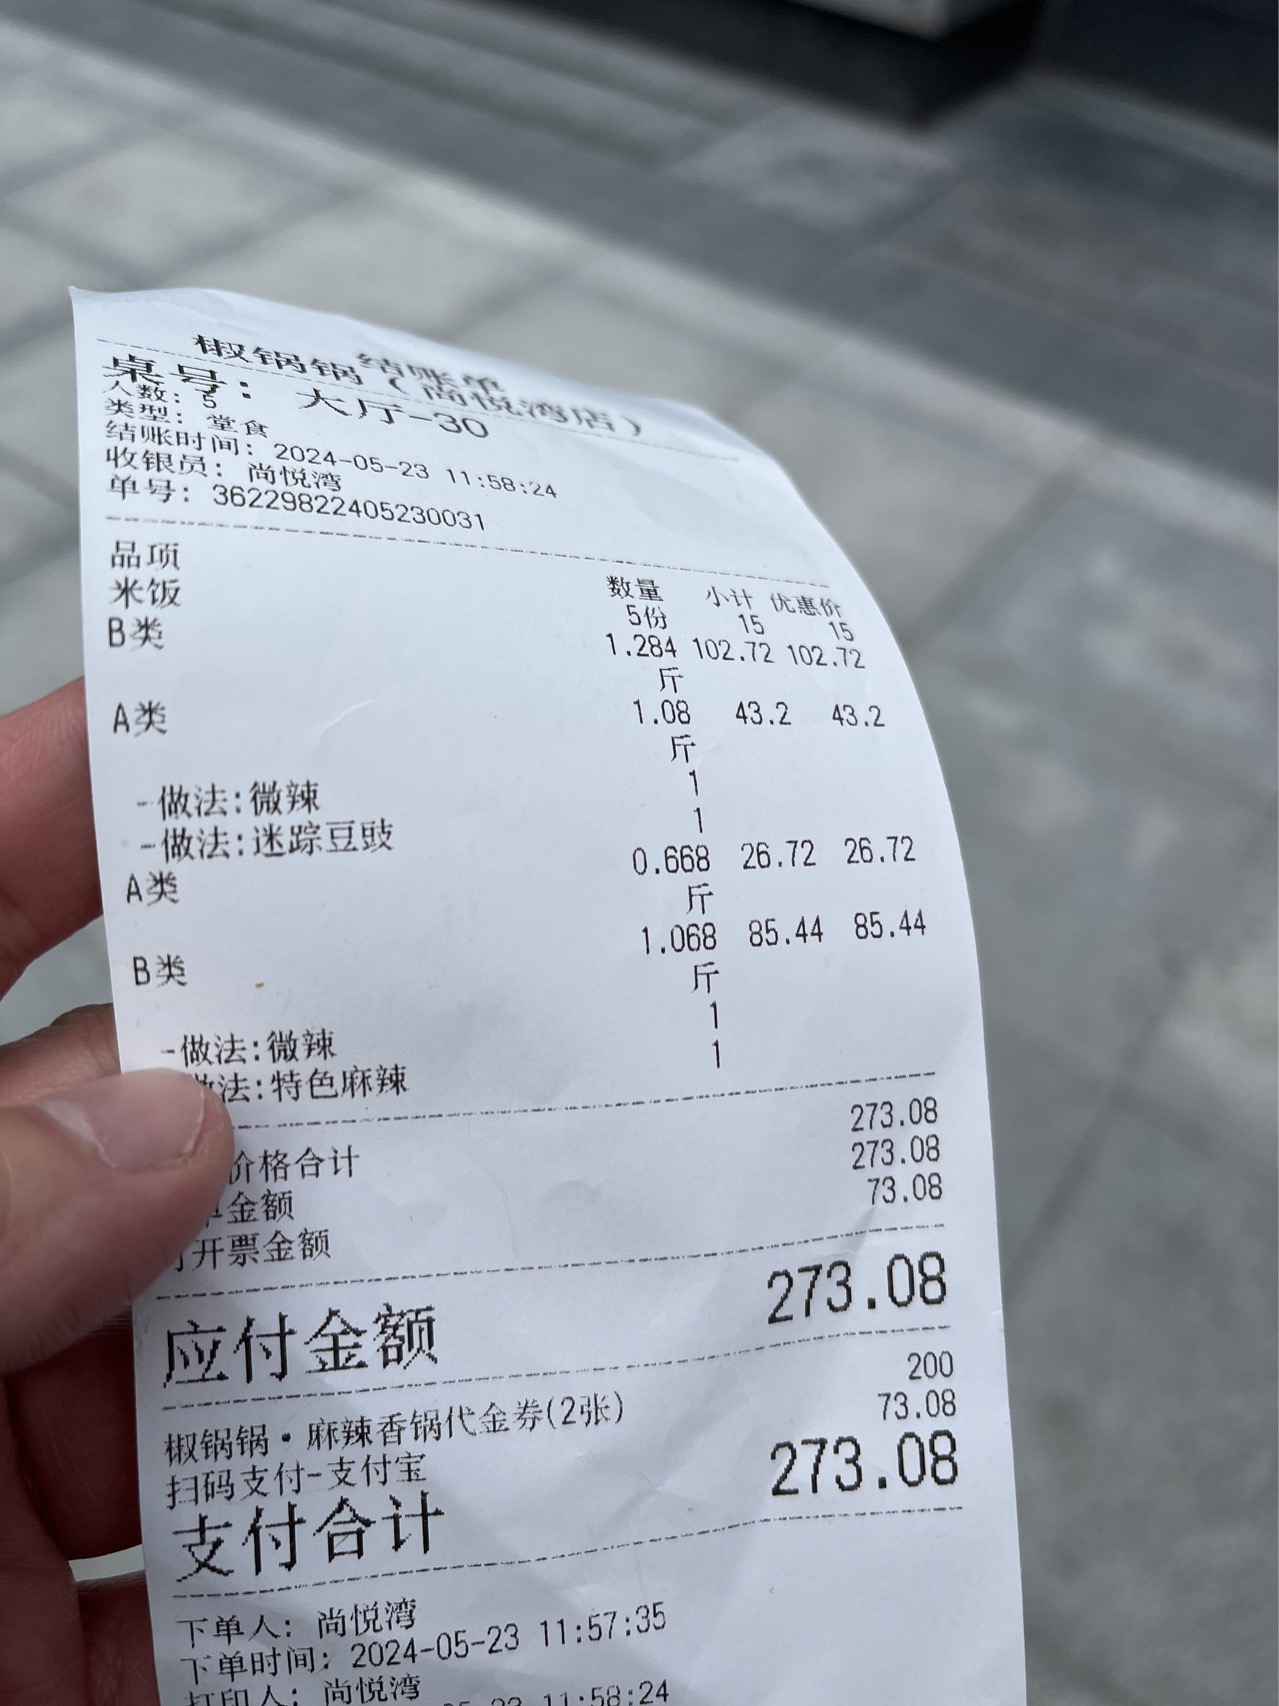 结账单
椒锅锅（尚悦湾店）
桌号： 大厅-30
人数：5
类型：堂食
结账时间：2024-05-23 11:58:24
收银员：尚悦湾
单号：36229822405230031
品项 数量 小计 优惠价
米饭 5份 15 15
B类 1.284 102.72 102.72
斤
A类 1.08 43.2 43.2
斤
-做法:微辣 1
-做法:迷踪豆豉 1
A类 0.668 26.72 26.72
斤
B类 1.068 85.44 85.44
斤
-做法:微辣 1
做法:特色麻辣 1
价格合计 273.08
金额 273.08
开票金额 73.08
应付金额 273.08
椒锅锅·麻辣香锅代金券(2张) 200
扫码支付-支付宝 73.08
支付合计 273.08
下单人：尚悦湾
下单时间：2024-05-23 11:57:35
打印人：尚悦湾
05-23 11:58:24